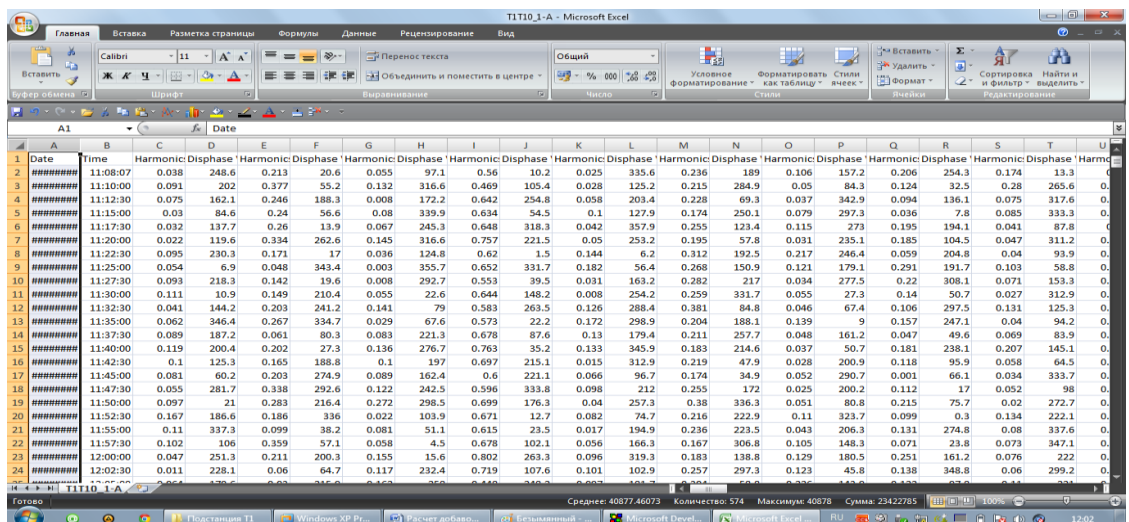 T1T10_1-A - Microsoft Excel
Главная Вставка Разметка страницы Формулы Данные Рецензирование Вид
Вставить
Calibri 11
Ж К Ч
Перенос текста
Объединить и поместить в центре
Общий
% 000
Условное форматирование
Форматировать как таблицу
Стили ячеек
Вставить
Удалить
Формат
Сортировка и фильтр
Найти и выделить
Буфер обмена Шрифт Выравнивание Число Стили Ячейки Редактирование
A1 fx Date
A B C D E F G H I J K L M N O P Q R S T U
1 Date Time Harmonic Disphase Harmonic Disphase Harmonic Disphase Harmonic Disphase Harmonic Disphase Harmonic Disphase Harmonic Disphase Harmonic Disphase Harmonic Disphase Harmo
2 ######## 11:08:07 0.038 248.6 0.213 20.6 0.055 97.1 0.56 10.2 0.025 335.6 0.236 189 0.106 157.2 0.206 254.3 0.174 13.3
3 ######## 11:10:00 0.091 202 0.377 55.2 0.132 316.6 0.469 105.4 0.028 125.2 0.215 284.9 0.05 84.3 0.124 32.5 0.28 265.6 0.
4 ######## 11:12:30 0.075 162.1 0.246 188.3 0.008 172.2 0.642 254.8 0.058 203.4 0.228 69.3 0.037 342.9 0.094 136.1 0.075 317.6 0.
5 ######## 11:15:00 0.03 84.6 0.24 56.6 0.08 339.9 0.634 54.5 0.1 127.9 0.174 250.1 0.079 297.3 0.036 7.8 0.085 333.3 0.
6 ######## 11:17:30 0.032 137.7 0.26 13.9 0.067 245.3 0.648 318.3 0.042 357.9 0.255 123.4 0.115 273 0.195 194.1 0.041 87.8
7 ######## 11:20:00 0.022 119.6 0.334 262.6 0.145 316.6 0.757 221.5 0.05 253.2 0.195 57.8 0.031 235.1 0.185 104.5 0.047 311.2 0.
8 ######## 11:22:30 0.095 230.3 0.171 17 0.036 124.8 0.62 1.5 0.144 6.2 0.312 192.5 0.217 246.4 0.059 204.8 0.04 93.9 0.
9 ######## 11:25:00 0.054 6.9 0.048 343.4 0.003 355.7 0.652 331.7 0.182 56.4 0.268 150.9 0.121 179.1 0.291 191.7 0.103 58.8 0.
10 ######## 11:27:30 0.093 218.3 0.142 19.6 0.008 292.7 0.553 39.5 0.031 163.2 0.282 217 0.034 277.5 0.22 308.1 0.071 153.3 0.
11 ######## 11:30:00 0.111 10.9 0.149 210.4 0.055 22.6 0.644 148.2 0.008 254.2 0.259 331.7 0.055 27.3 0.14 50.7 0.027 312.9 0.
12 ######## 11:32:30 0.041 144.2 0.203 241.2 0.141 79 0.583 263.5 0.126 288.4 0.381 84.8 0.046 67.4 0.106 297.5 0.131 125.3 0.
13 ######## 11:35:00 0.062 346.4 0.267 334.7 0.029 67.6 0.573 22.2 0.172 298.9 0.204 188.1 0.139 9 0.157 247.1 0.04 94.2 0.
14 ######## 11:37:30 0.089 187.2 0.061 80.3 0.083 221.3 0.678 87.6 0.13 179.4 0.211 257.7 0.048 161.2 0.047 49.6 0.069 83.9 0.
15 ######## 11:40:00 0.119 200.4 0.202 27.3 0.136 276.7 0.763 35.2 0.133 345.9 0.183 214.6 0.037 50.7 0.181 238.1 0.207 145.1 0.
16 ######## 11:42:30 0.1 125.3 0.165 188.8 0.1 197 0.697 215.1 0.015 312.9 0.219 47.9 0.028 200.9 0.118 95.9 0.058 64.5 0.
17 ######## 11:45:00 0.081 60.2 0.203 274.9 0.089 162.4 0.6 221.1 0.066 96.7 0.174 34.9 0.052 290.7 0.001 66.1 0.034 333.7 0.
18 ######## 11:47:30 0.055 281.7 0.338 292.6 0.122 242.5 0.596 333.8 0.098 212 0.255 172 0.025 200.2 0.112 17 0.052 98 0.
19 ######## 11:50:00 0.097 21 0.283 216.4 0.272 298.5 0.699 176.3 0.04 257.3 0.38 336.3 0.051 80.8 0.215 75.7 0.02 272.7 0.
20 ######## 11:52:30 0.167 186.6 0.186 336 0.022 103.9 0.671 12.7 0.082 74.7 0.216 222.9 0.11 323.7 0.099 0.3 0.134 222.1 0.
21 ######## 11:55:00 0.11 337.3 0.099 38.2 0.081 51.1 0.615 23.5 0.017 194.9 0.236 223.5 0.043 206.3 0.131 274.8 0.08 337.6 0.
22 ######## 11:57:30 0.102 106 0.359 57.1 0.058 4.5 0.678 102.1 0.056 166.3 0.167 306.8 0.105 148.3 0.071 23.8 0.073 347.1 0.
23 ######## 12:00:00 0.047 251.3 0.211 200.3 0.155 15.6 0.802 263.3 0.096 319.3 0.183 138.8 0.129 180.5 0.251 161.2 0.076 222 0.
24 ######## 12:02:30 0.011 228.1 0.06 64.7 0.117 232.4 0.719 107.6 0.101 102.9 0.257 297.3 0.123 45.8 0.138 348.8 0.06 299.2 0.
T1T10_1-A
Готово Среднее: 40877.46073 Количество: 574 Максимум: 40878 Сумма: 23422785 100%
Подстанция T1 Windows XP Pr... Расчет добаво... Безымянный - ... Microsoft Devel... Microsoft Excel ... RU 12:02